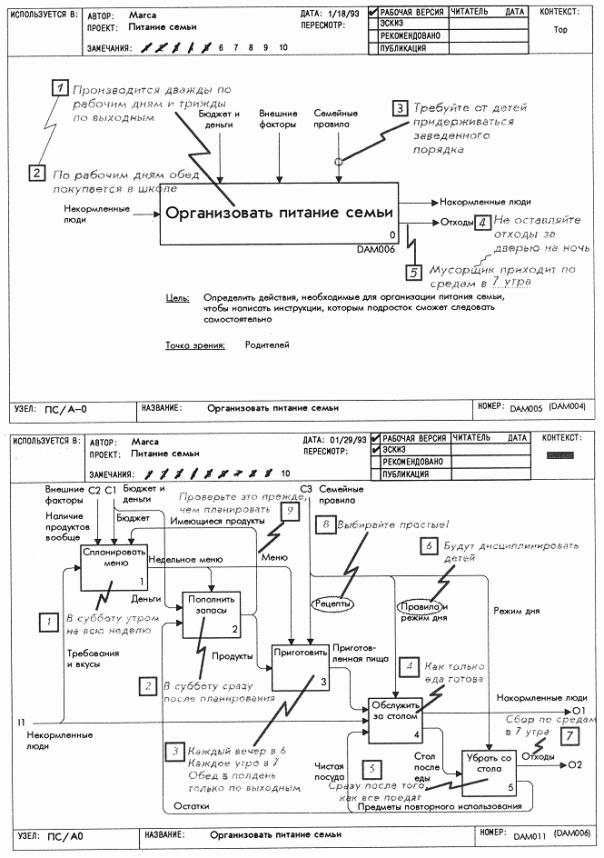 ИСПОЛЬЗУЕТСЯ В:
АВТОР: Marca
ПРОЕКТ: Питание семьи
ДАТА: 1/18/93
ПЕРЕСМОТР:
ЗАМЕЧАНИЯ: 1 2 3 4 5 6 7 8 9 10
РАБОЧАЯ ВЕРСИЯ
ЭСКИЗ
РЕКОМЕНДОВАНО
ПУБЛИКАЦИЯ
ЧИТАТЕЛЬ ДАТА
КОНТЕКСТ:
Top
1 Производится дважды по
рабочим дням и трижды
по выходным
2 По рабочим дням обед
покупается в школе
Бюджет и
деньги
Внешние
факторы
Семейные
правила
3 Требуйте от детей
придерживаться
заведенного
порядка
Некормленные
люди
Организовать питание семьи
0
DAM006
Накормленные люди
Отходы
4 Не оставляйте
отходы за
дверью на ночь
5 Мусорщик приходит по
средам в 7 утра
Цель: Определить действия, необходимые для организации питания семьи,
чтобы написать инструкции, которым подросток сможет следовать
самостоятельно
Точка зрения: Родителей
УЗЕЛ: ПС/А-0
НАЗВАНИЕ: Организовать питание семьи
НОМЕР: DAM005 (DAM004)
ИСПОЛЬЗУЕТСЯ В:
АВТОР: Marca
ПРОЕКТ: Питание семьи
ДАТА: 01/29/93
ПЕРЕСМОТР:
ЗАМЕЧАНИЯ: 1 2 3 4 5 6 7 8 9 10
РАБОЧАЯ ВЕРСИЯ
ЭСКИЗ
РЕКОМЕНДОВАНО
ПУБЛИКАЦИЯ
ЧИТАТЕЛЬ ДАТА
КОНТЕКСТ:
Внешние
факторы
C2 C1
Бюджет и
деньги
Проверьте это прежде,
чем планировать
9
C3
Семейные
правила
Наличие
продуктов
вообще
Бюджет
Имеющиеся продукты
8 Выбирайте простые!
6 Будут дисциплинировать
детей
Спланировать
меню
1
Недельное меню
Меню
Деньги
Пополнить
запасы
2
Рецепты
Правила и
режим дня
Режим дня
1 В субботу утром
на всю неделю
Требования
и вкусы
Продукты
Приготовить
3
Приготов-
ленная пища
2 В субботу сразу
после планирования
4 Как только
еда готова
I1
Некормленные
люди
Обслужить
за столом
4
Накормленные люди
O1
Сбор по средам
в 7 утра
7
3 Каждый вечер в 6
Каждое утро в 7
Обед в полдень
только по выходным
Чистая
посуда
Стол
после
еды
Убрать со
стола
5
Отходы
O2
5 Сразу после того
как все поедят
Остатки
Предметы повторного использования
УЗЕЛ: ПС/А0
НАЗВАНИЕ: Организовать питание семьи
НОМЕР: DAM011 (DAM006)